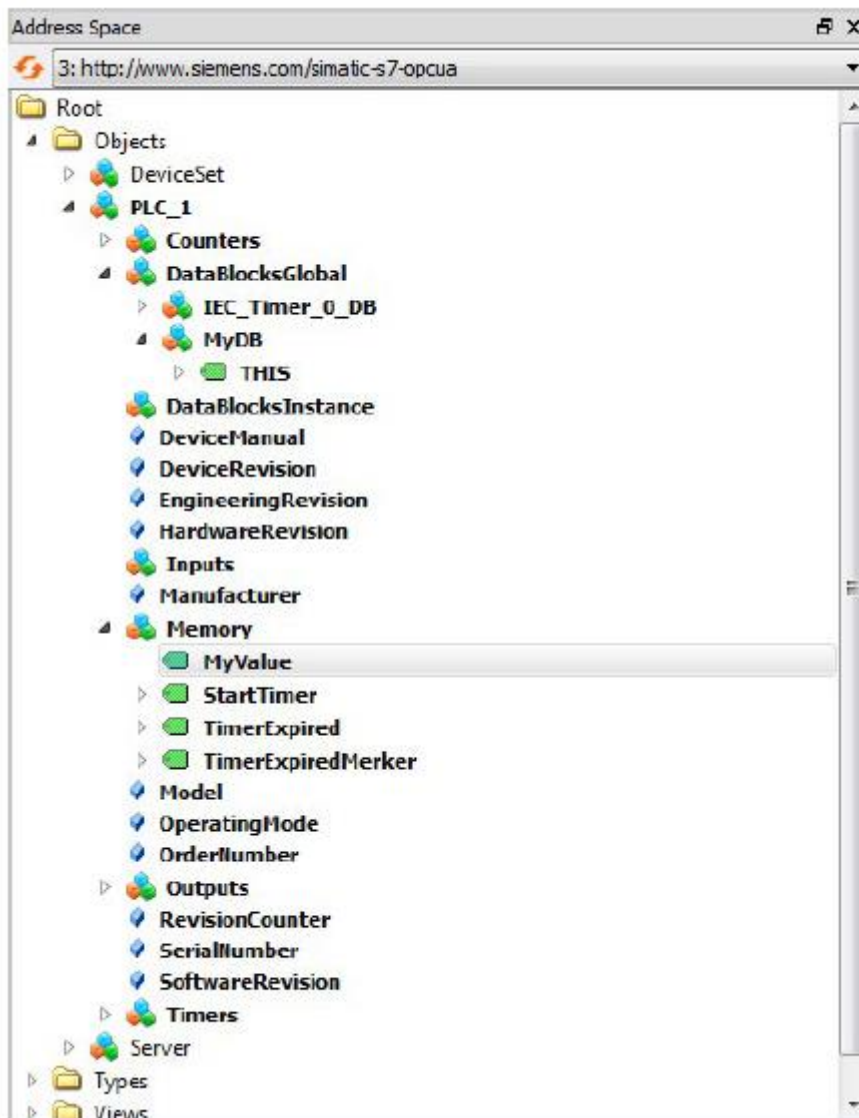 Address Space
3: http://www.siemens.com/simatic-s7-opcua
Root
Objects
DeviceSet
PLC_1
Counters
DataBlocksGlobal
IEC_Timer_0_DB
MyDB
THIS
DataBlocksInstance
DeviceManual
DeviceRevision
EngineeringRevision
HardwareRevision
Inputs
Manufacturer
Memory
MyValue
StartTimer
TimerExpired
TimerExpiredMerker
Model
OperatingMode
OrderNumber
Outputs
RevisionCounter
SerialNumber
SoftwareRevision
Timers
Server
Types
Views